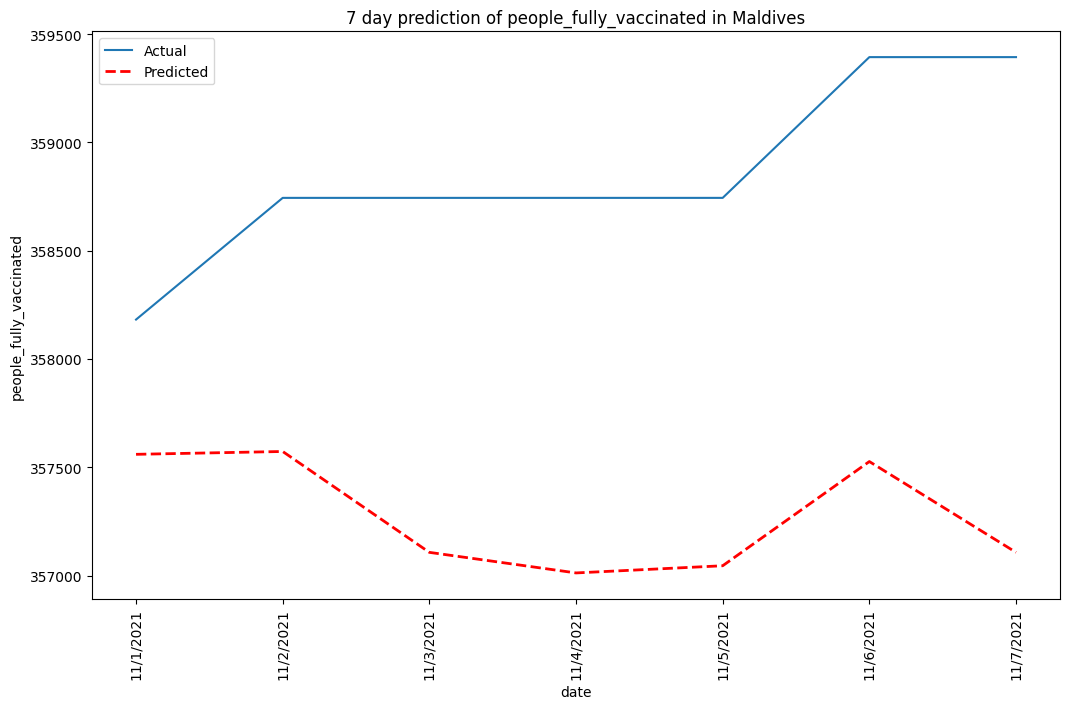 7 day prediction of people_fully_vaccinated in Maldives
Actual
Predicted
people_fully_vaccinated
359500
359000
358500
358000
357500
357000
11/1/2021
11/2/2021
11/3/2021
11/4/2021
11/5/2021
11/6/2021
11/7/2021
date